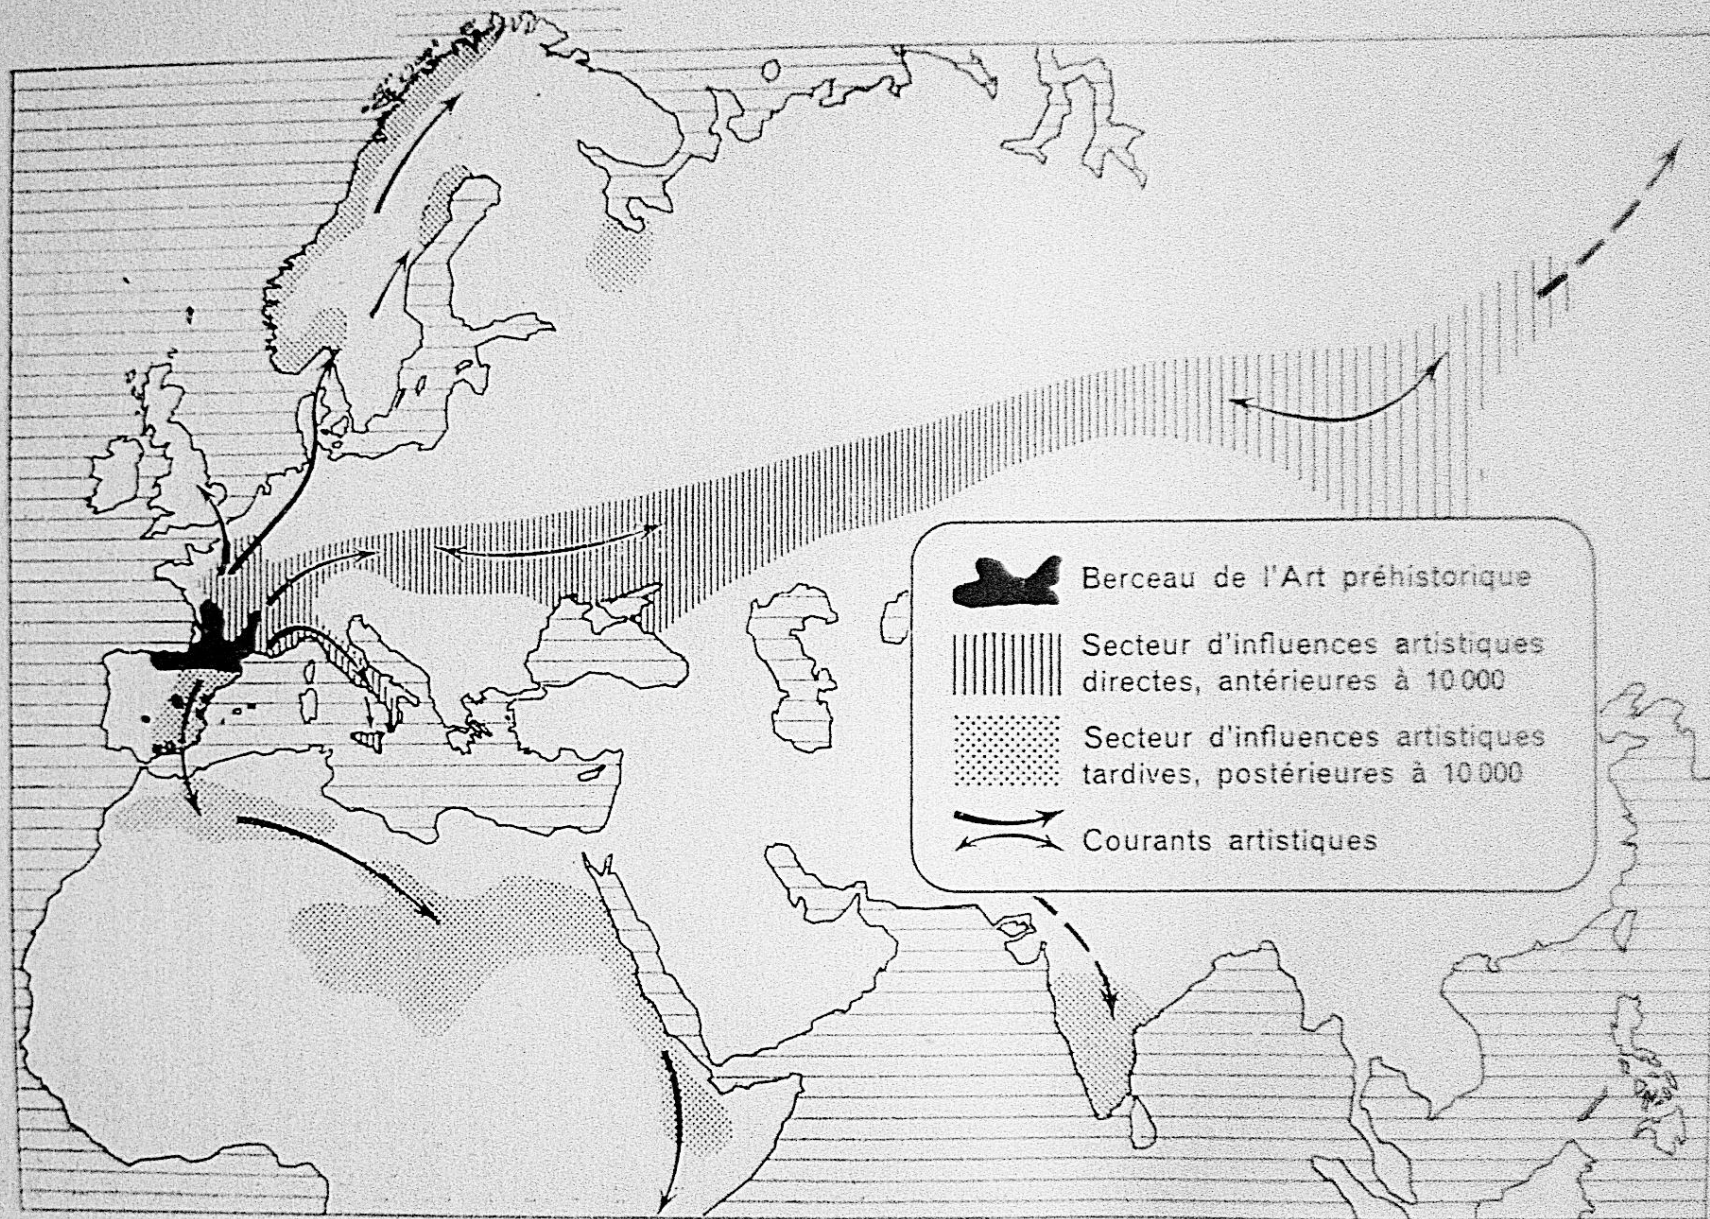 Berceau de l'Art préhistorique
Secteur d'influences artistiques
directes, antérieures à 10 000
Secteur d'influences artistiques
tardives, postérieures à 10 000
Courants artistiques